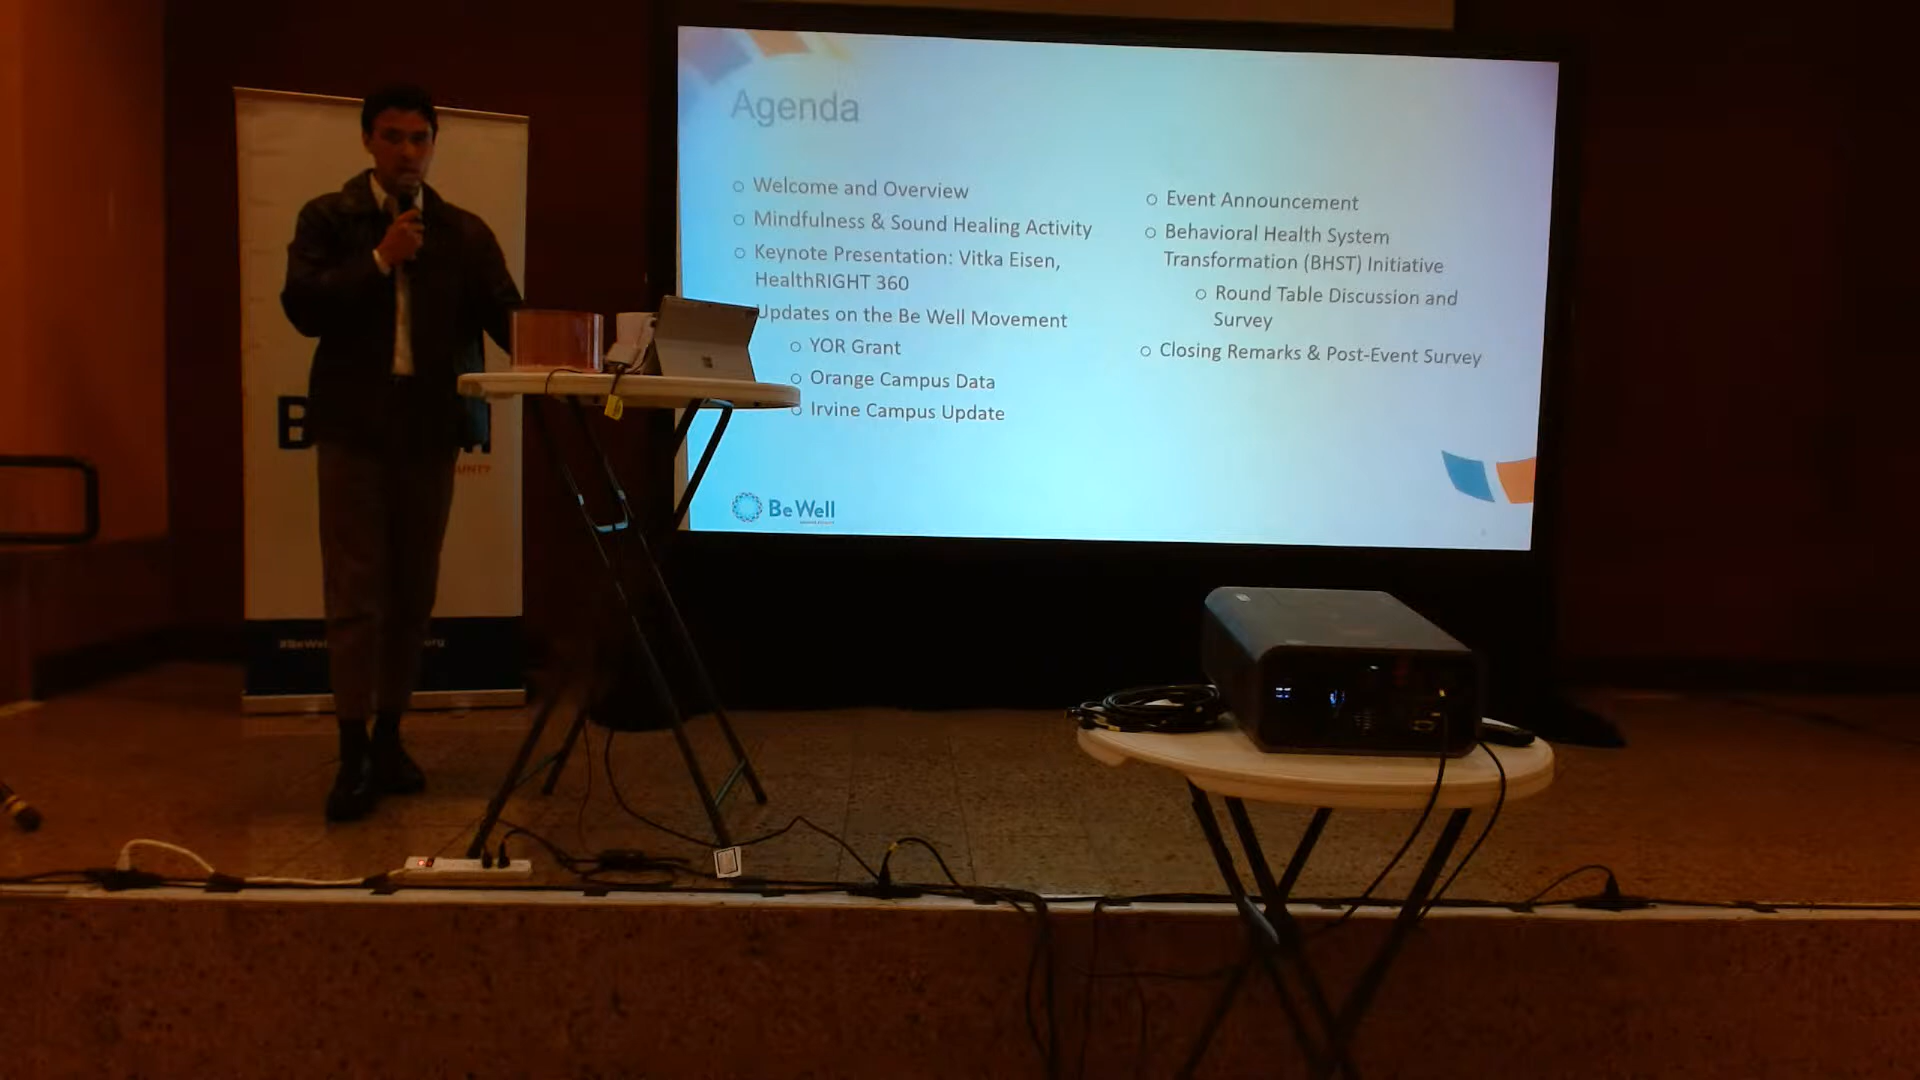 Agenda
Welcome and Overview
Mindfulness & Sound Healing Activity
Keynote Presentation: Vitka Eisen,
HealthRIGHT 360
Updates on the Be Well Movement
YOR Grant
Orange Campus Data
Irvine Campus Update
Event Announcement
Behavioral Health System
Transformation (BHST) Initiative
Round Table Discussion and
Survey
Closing Remarks & Post-Event Survey
Be Well